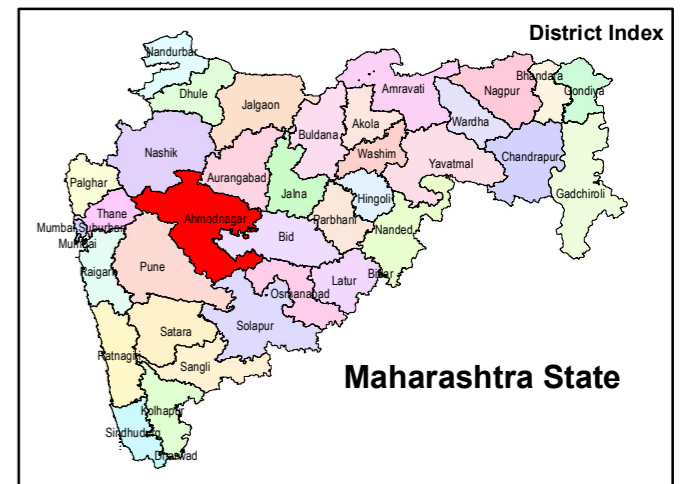 District Index
Nandurbar
Dhule
Jalgaon
Amravati
Nagpur
Bhandara
Gondiya
Buldana
Akola
Wardha
Nashik
Washim
Yavatmal
Chandrapur
Palghar
Aurangabad
Jalna
Hingoli
Gadchiroli
Thane
Ahmednagar
Parbhani
Mumbai Suburban
Mumbai
Bid
Nanded
Raigarh
Pune
Latur
Bidar
Osmanabad
Satara
Solapur
Ratnagiri
Sangli
Maharashtra State
Kolhapur
Sindhudurg
Dharwad